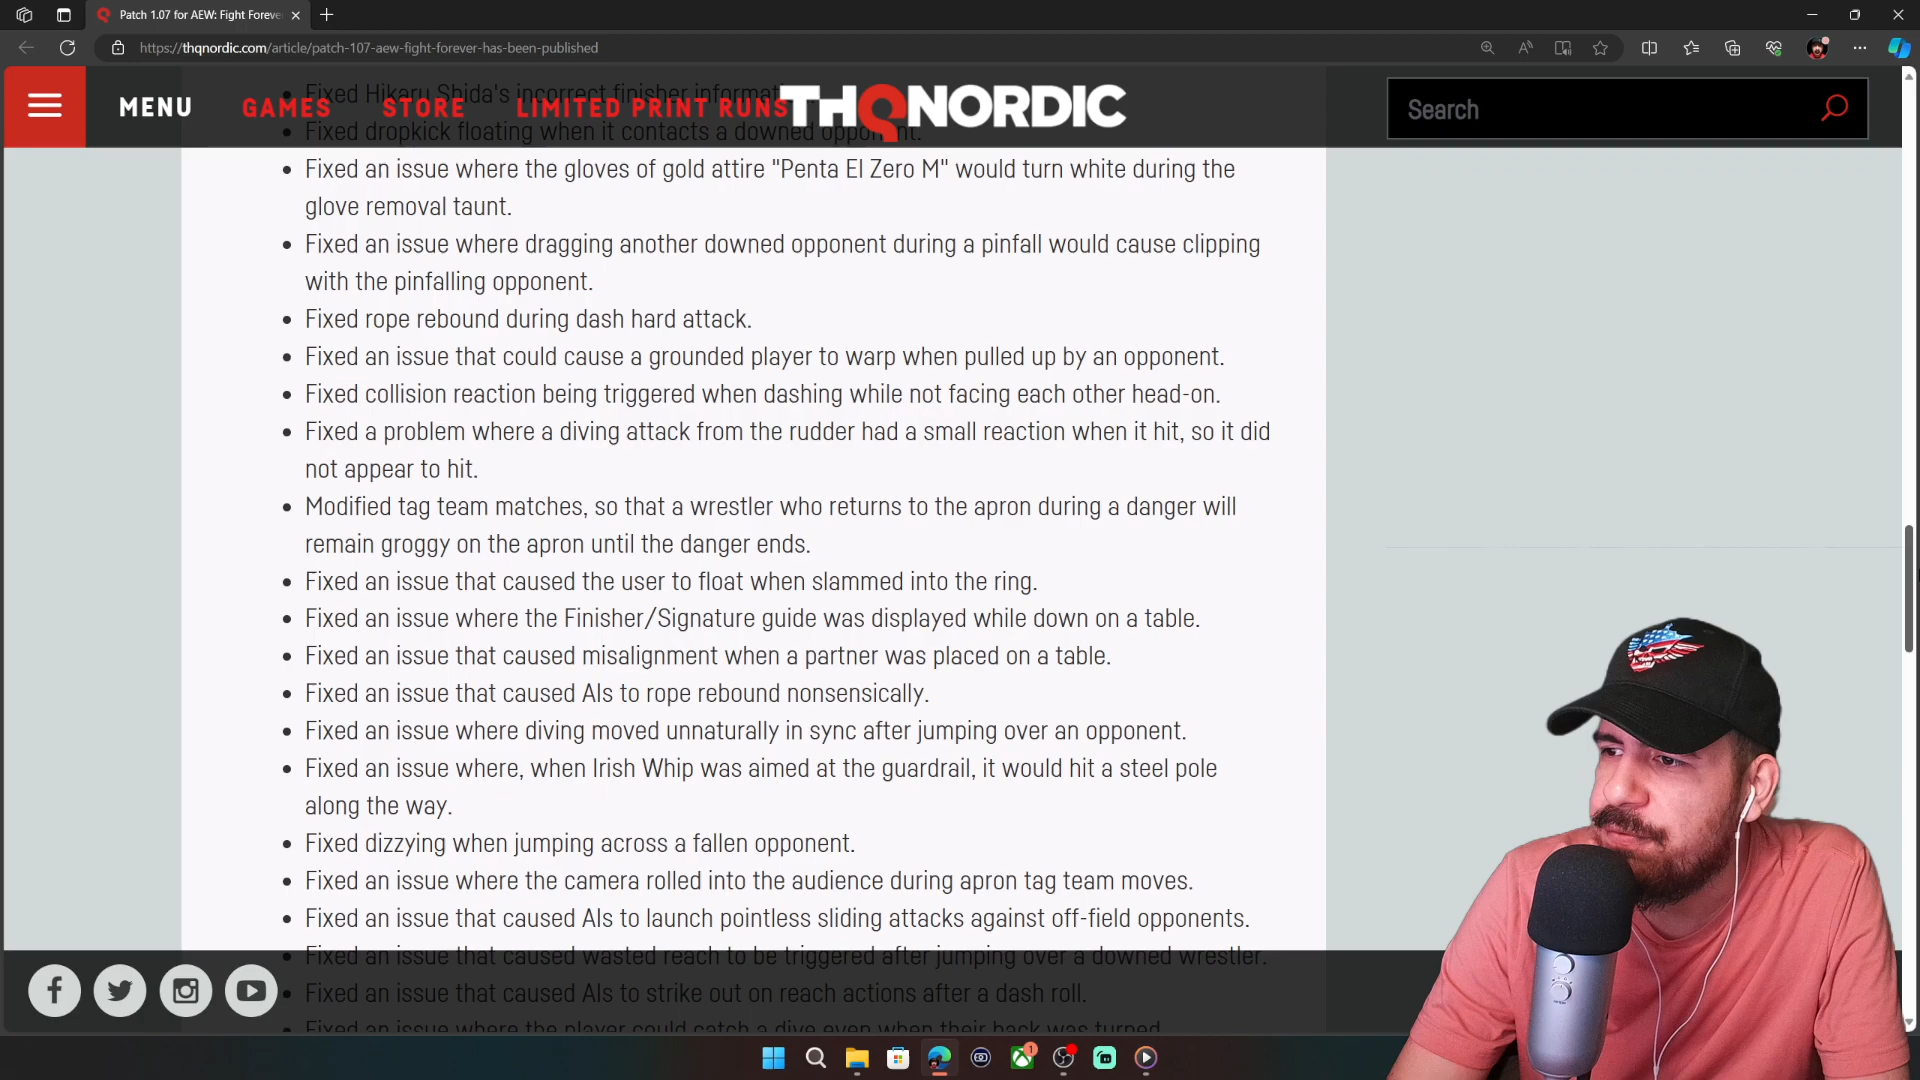 Patch 1.07 for AEW: Fight Foreve
https://thqnordic.com/article/patch-107-aew-fight-forever-has-been-published
MENU GAMES STORE LIMITED PRINT RUNS THQNORDIC Search
Fixed Hikaru Shida's incorrect finisher informat
Fixed dropkick floating when it contacts a downed opponent.
Fixed an issue where the gloves of gold attire "Penta El Zero M" would turn white during the
glove removal taunt.
Fixed an issue where dragging another downed opponent during a pinfall would cause clipping
with the pinfalling opponent.
Fixed rope rebound during dash hard attack.
Fixed an issue that could cause a grounded player to warp when pulled up by an opponent.
Fixed collision reaction being triggered when dashing while not facing each other head-on.
Fixed a problem where a diving attack from the rudder had a small reaction when it hit, so it did
not appear to hit.
Modified tag team matches, so that a wrestler who returns to the apron during a danger will
remain groggy on the apron until the danger ends.
Fixed an issue that caused the user to float when slammed into the ring.
Fixed an issue where the Finisher/Signature guide was displayed while down on a table.
Fixed an issue that caused misalignment when a partner was placed on a table.
Fixed an issue that caused AIs to rope rebound nonsensically.
Fixed an issue where diving moved unnaturally in sync after jumping over an opponent.
Fixed an issue where, when Irish Whip was aimed at the guardrail, it would hit a steel pole
along the way.
Fixed dizzying when jumping across a fallen opponent.
Fixed an issue where the camera rolled into the audience during apron tag team moves.
Fixed an issue that caused AIs to launch pointless sliding attacks against off-field opponents.
Fixed an issue that caused wasted reach to be triggered after jumping over a downed wrestler.
Fixed an issue that caused AIs to strike out on reach actions after a dash roll.
Fixed an issue where the player could catch a dive even when their back was turned
1